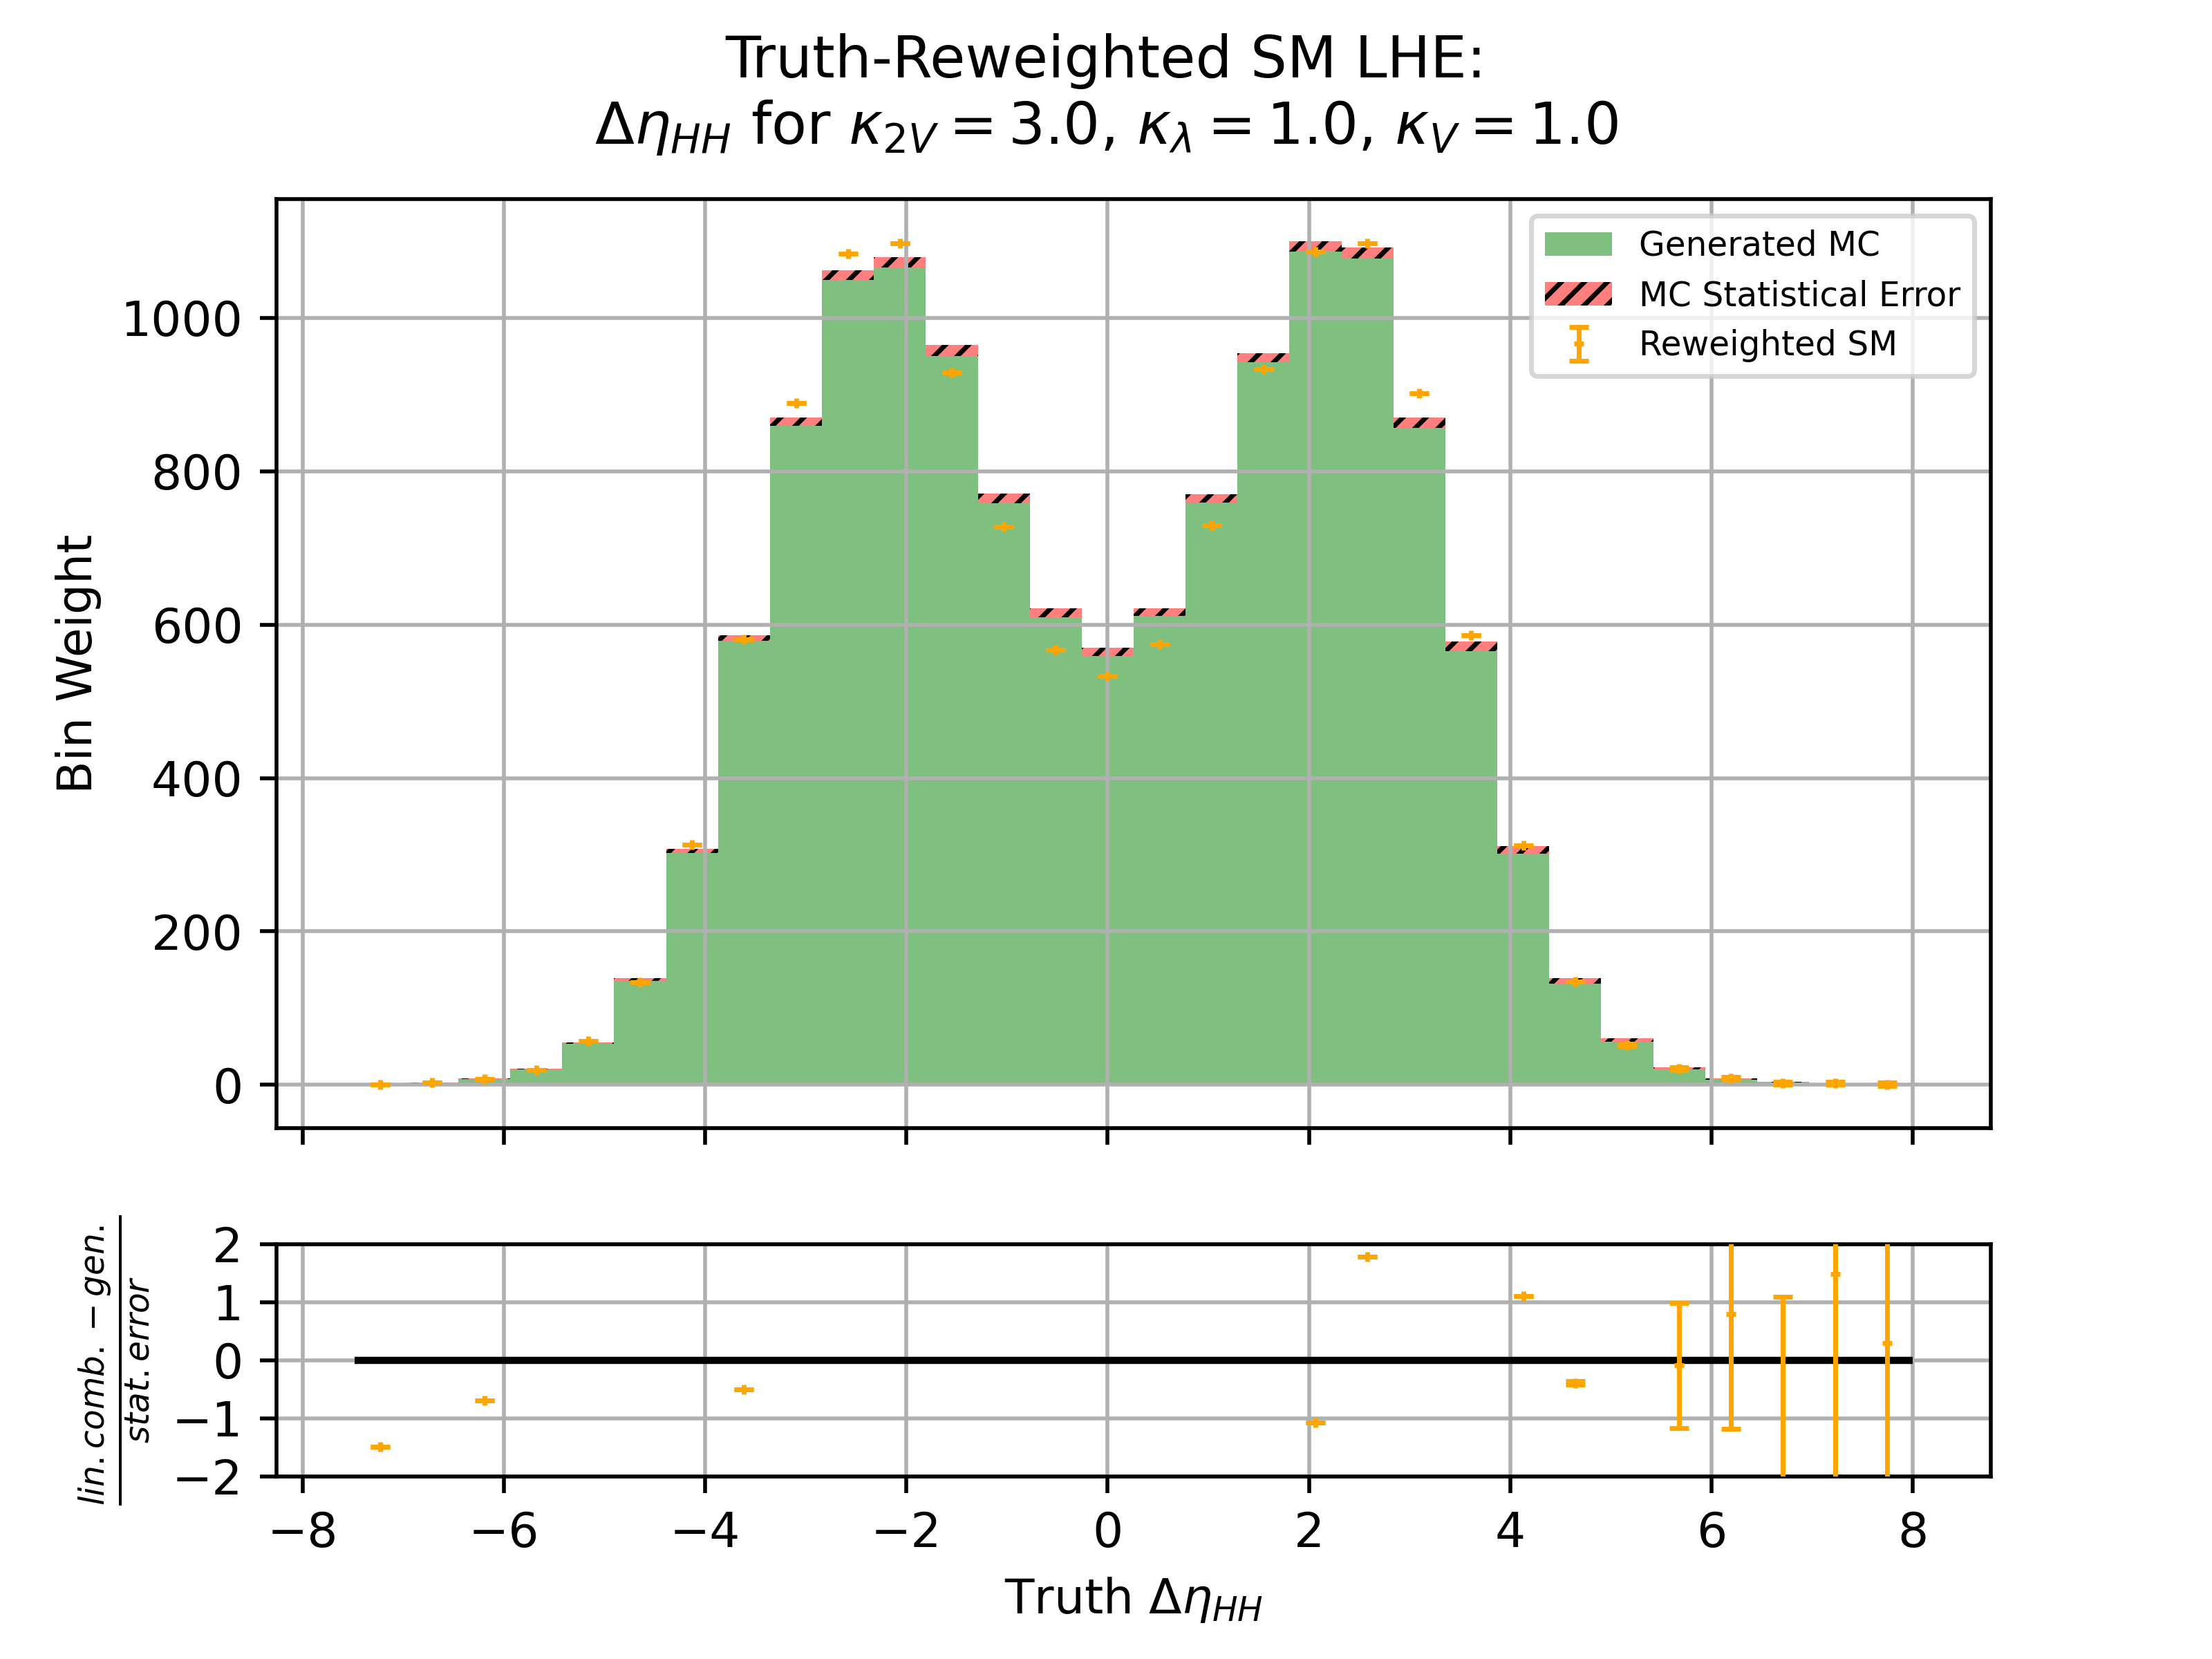 Truth-Reweighted SM LHE:
Δη_HH for κ_2V = 3.0, κ_λ = 1.0, κ_V = 1.0
Generated MC
MC Statistical Error
Reweighted SM
Bin Weight
1000
800
600
400
200
0
lin. comb. − gen.
stat. error
2
1
0
−1
−2
−8 −6 −4 −2 0 2 4 6 8
Truth Δη_HH